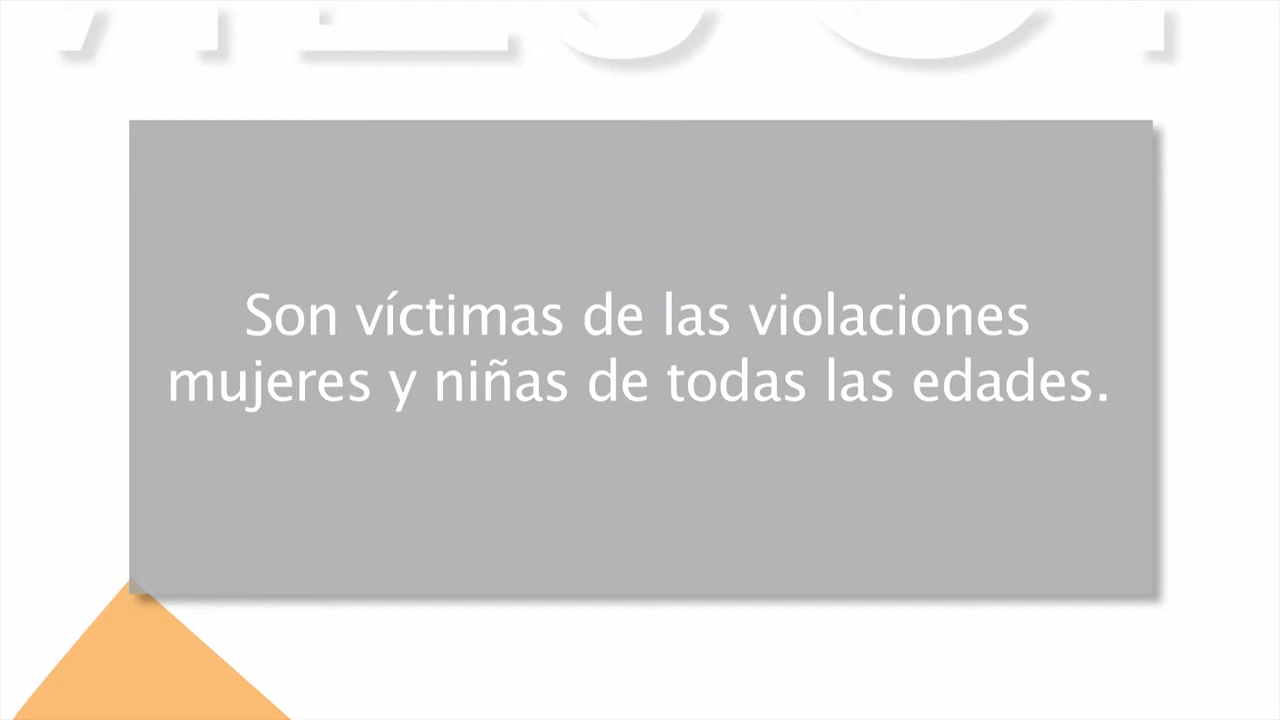 Son víctimas de las violaciones
mujeres y niñas de todas las edades.